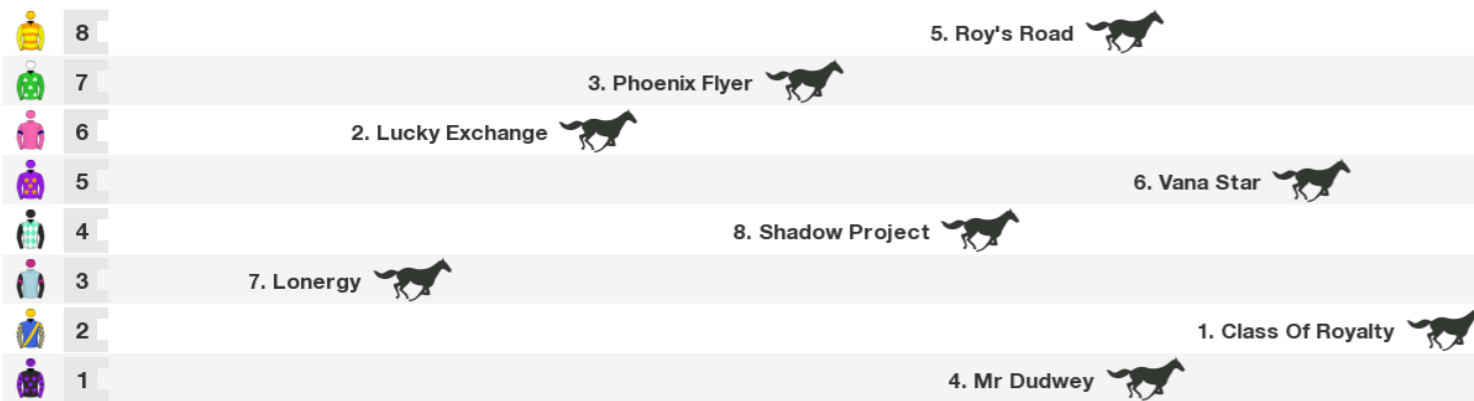 8 5. Roy's Road
7 3. Phoenix Flyer
6 2. Lucky Exchange
5 6. Vana Star
4 8. Shadow Project
3 7. Lonergy
2 1. Class Of Royalty
1 4. Mr Dudwey